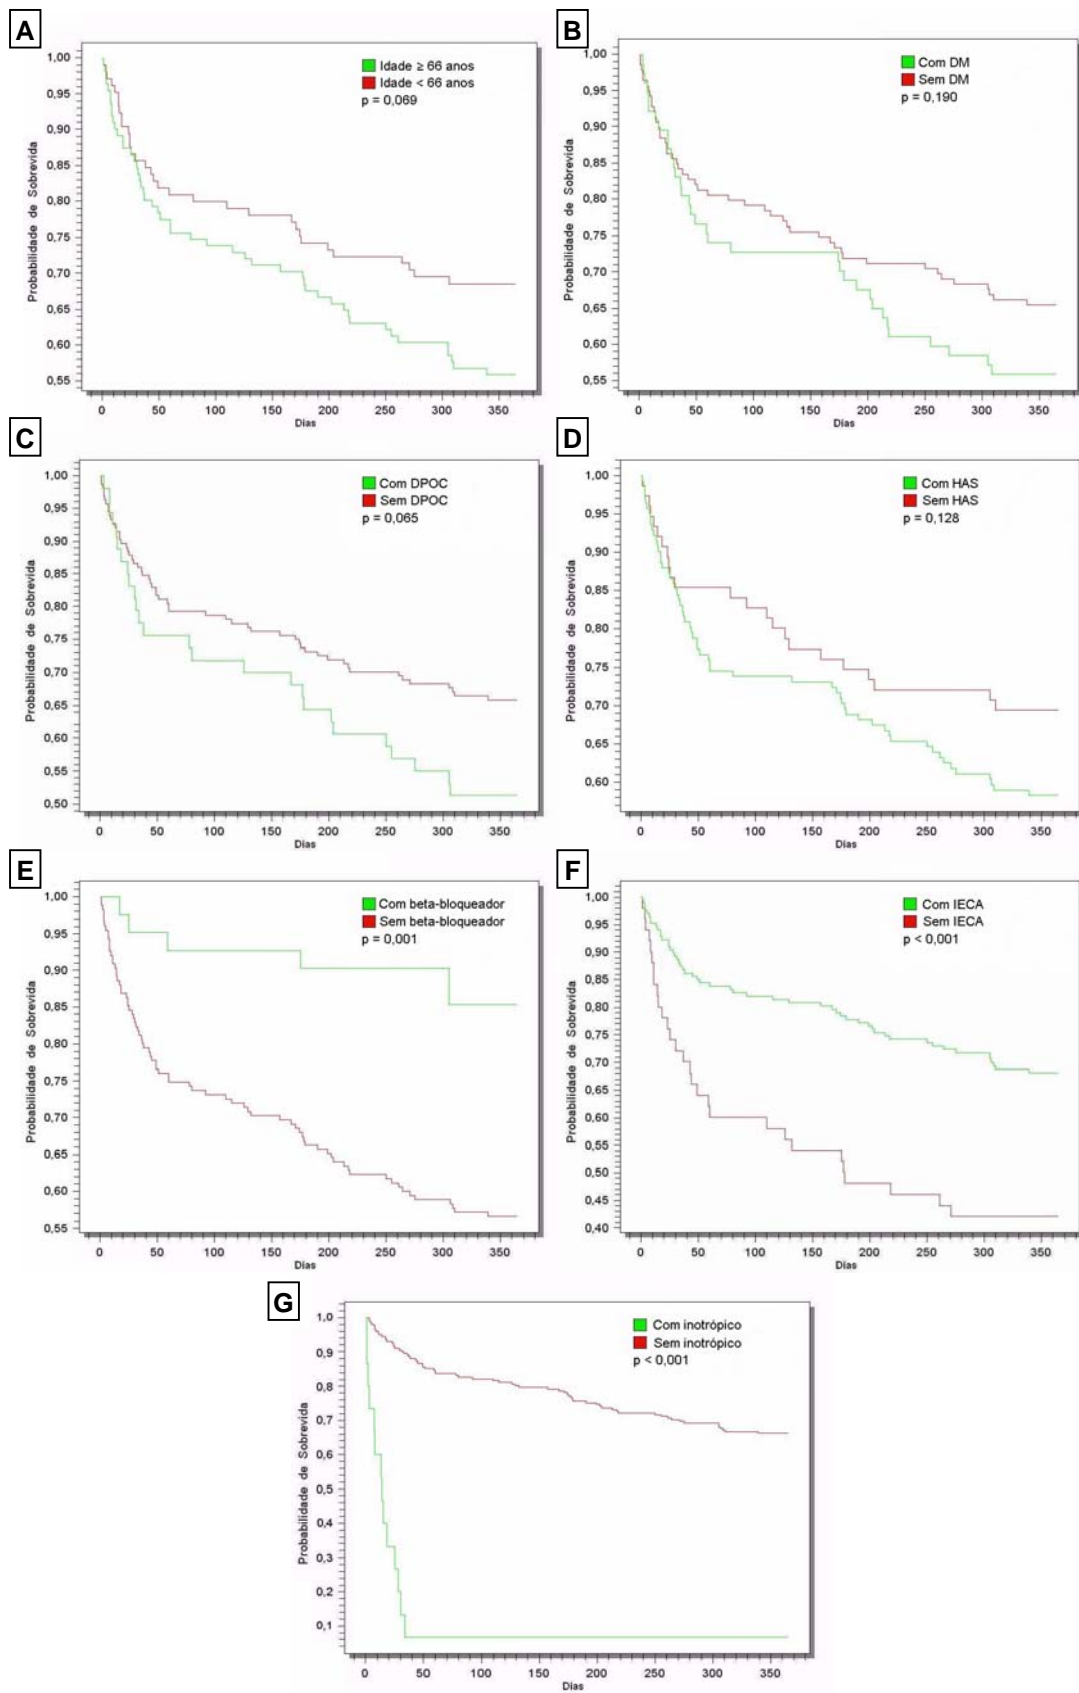 A
Idade ≥ 66 anos
Idade < 66 anos
p = 0,069
Probabilidade de Sobrevida
1,00
0,95
0,90
0,85
0,80
0,75
0,70
0,65
0,60
0,55
0 50 100 150 200 250 300 350
Dias
B
Com DM
Sem DM
p = 0,190
Probabilidade de Sobrevida
1,00
0,95
0,90
0,85
0,80
0,75
0,70
0,65
0,60
0,55
0 50 100 150 200 250 300 350
Dias
C
Com DPOC
Sem DPOC
p = 0,065
Probabilidade de Sobrevida
1,00
0,95
0,90
0,85
0,80
0,75
0,70
0,65
0,60
0,55
0,50
0 50 100 150 200 250 300 350
Dias
D
Com HAS
Sem HAS
p = 0,128
Probabilidade de Sobrevida
1,00
0,95
0,90
0,85
0,80
0,75
0,70
0,65
0,60
0 50 100 150 200 250 300 350
Dias
E
Com beta-bloqueador
Sem beta-bloqueador
p = 0,001
Probabilidade de Sobrevida
1,00
0,95
0,90
0,85
0,80
0,75
0,70
0,65
0,60
0,55
0 50 100 150 200 250 300 350
Dias
F
Com IECA
Sem IECA
p < 0,001
Probabilidade de Sobrevida
1,00
0,95
0,90
0,85
0,80
0,75
0,70
0,65
0,60
0,55
0,50
0,45
0,40
0 50 100 150 200 250 300 350
Dias
G
Com inotrópico
Sem inotrópico
p < 0,001
Probabilidade de Sobrevida
1,0
0,9
0,8
0,7
0,6
0,5
0,4
0,3
0,2
0,1
0 50 100 150 200 250 300 350
Dias